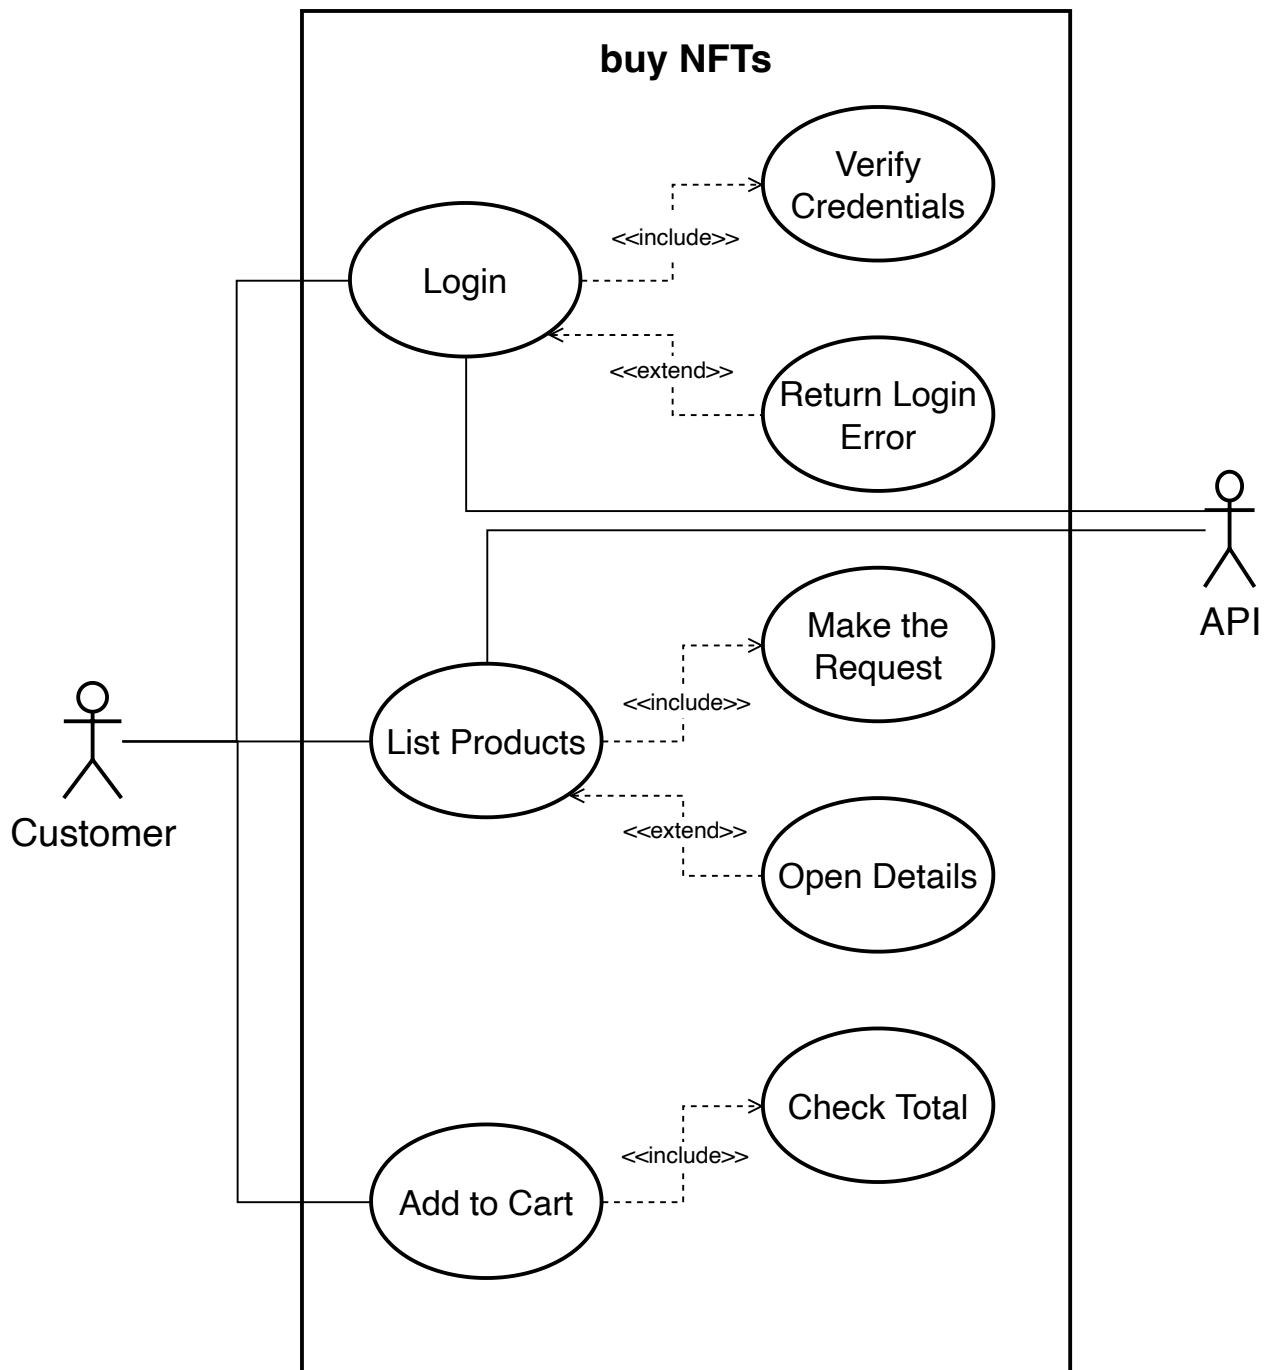 buy NFTs
Verify
Credentials
<<include>>
Login
<<extend>>
Return Login
Error
API
Make the
Request
<<include>>
List Products
Customer
<<extend>>
Open Details
Check Total
<<include>>
Add to Cart